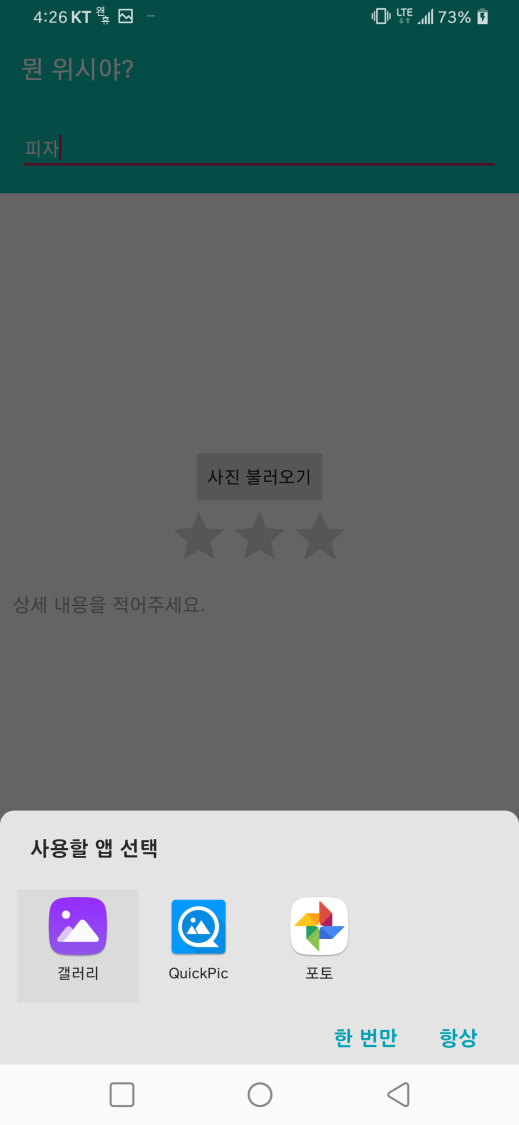 4:26 KT LTE 73%
뭔 위시야?
피자
사진 불러오기
상세 내용을 적어주세요.
사용할 앱 선택
갤러리 QuickPic 포토
한 번만 항상